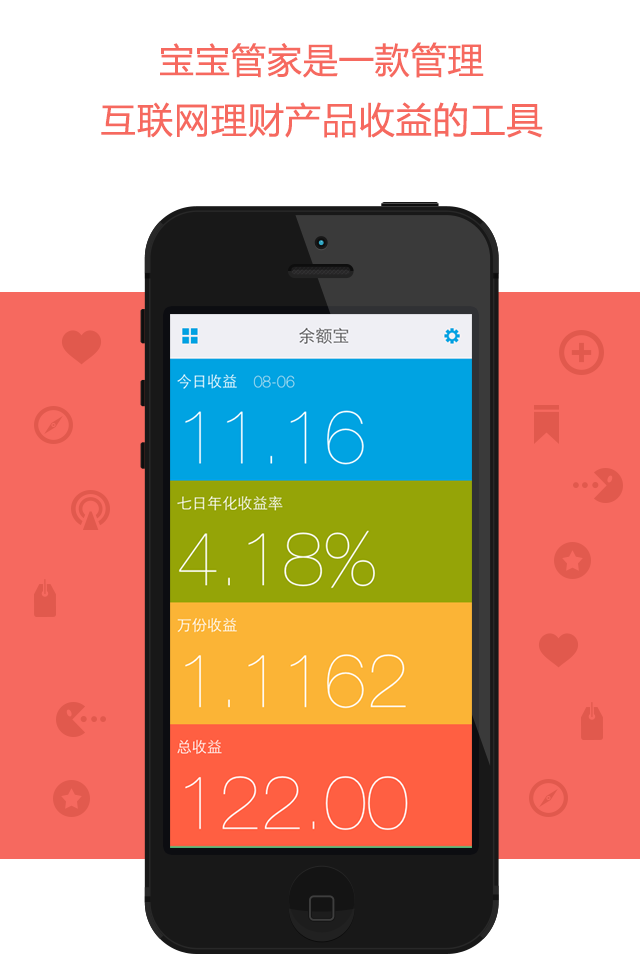 宝宝管家是一款管理
互联网理财产品收益的工具
余额宝
今日收益 08-06
11.16
七日年化收益率
4.18%
万份收益
1.1162
总收益
122.00